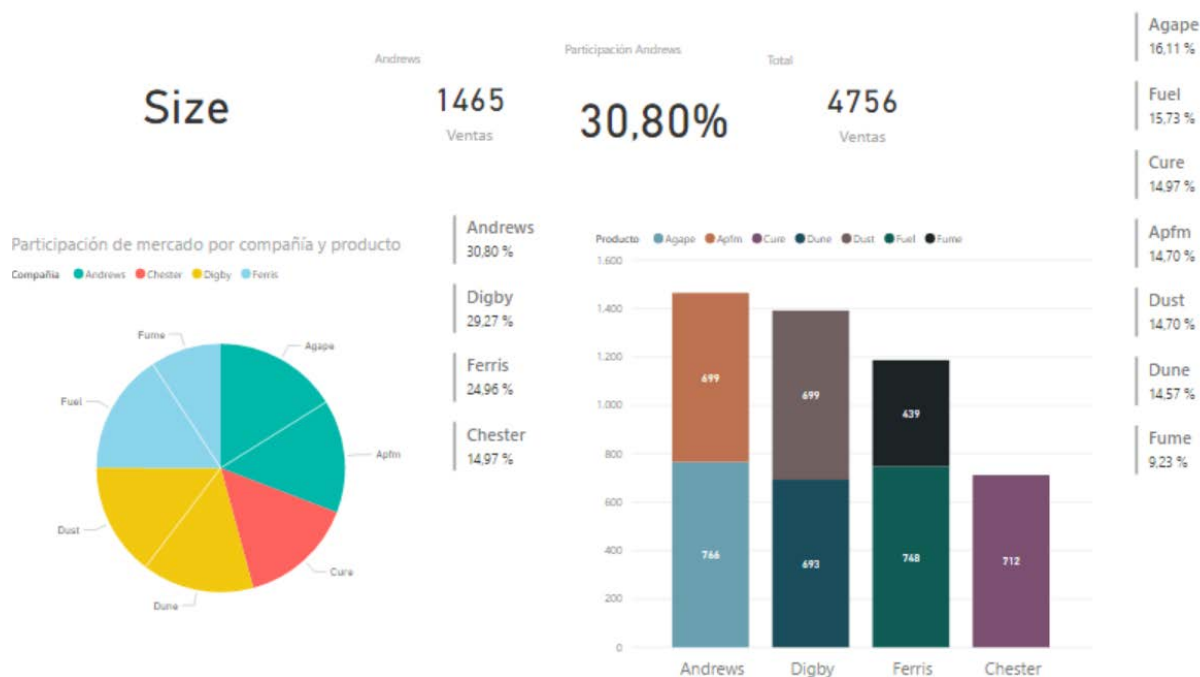 Size
Andrews
1465
Ventas
Participación Andrews
30,80%
Total
4756
Ventas
Agape
16,11 %
Fuel
15,73 %
Cure
14,97 %
Apfm
14,70 %
Dust
14,70 %
Dune
14,57 %
Fume
9,23 %
Participación de mercado por compañía y producto
Compañía Andrews Chester Digby Ferris
Fume
Agape
Fuel
Apfm
Dust
Cure
Dune
Andrews
30,80 %
Digby
29,27 %
Ferris
24,96 %
Chester
14,97 %
Producto Agape Apfm Cure Dune Dust Fuel Fume
1.600
1.400
1.200
1.000
800
600
400
200
0
699
699
439
766
693
748
712
Andrews Digby Ferris Chester